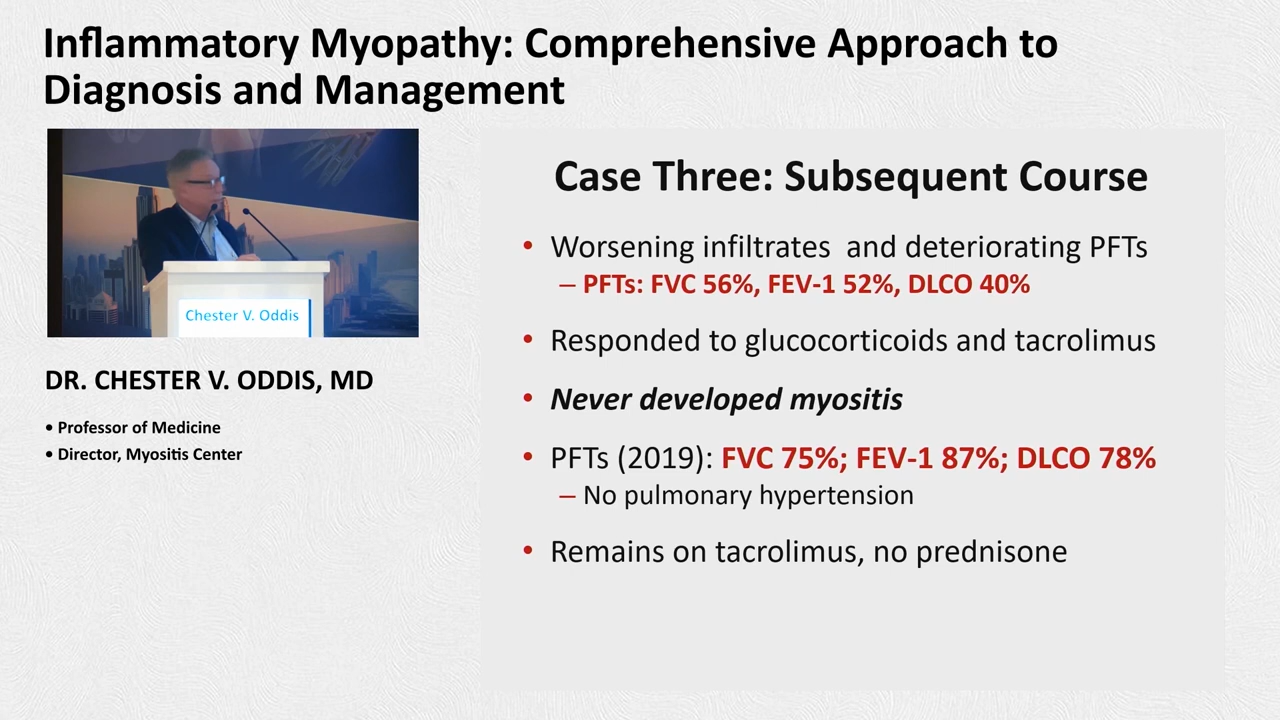 Inflammatory Myopathy: Comprehensive Approach to
Diagnosis and Management
Chester V. Oddis
DR. CHESTER V. ODDIS, MD
• Professor of Medicine
• Director, Myositis Center
Case Three: Subsequent Course
• Worsening infiltrates and deteriorating PFTs
– PFTs: FVC 56%, FEV-1 52%, DLCO 40%
• Responded to glucocorticoids and tacrolimus
• Never developed myositis
• PFTs (2019): FVC 75%; FEV-1 87%; DLCO 78%
– No pulmonary hypertension
• Remains on tacrolimus, no prednisone